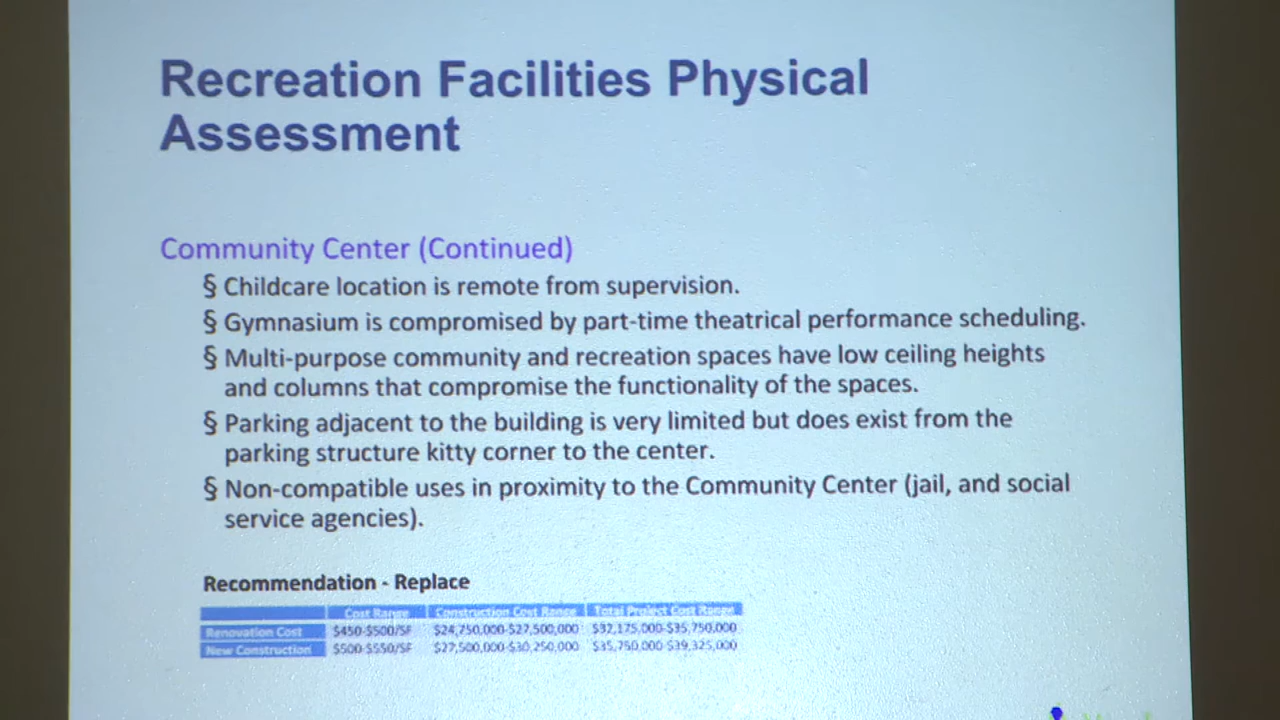 Recreation Facilities Physical
Assessment
Community Center (Continued)
§ Childcare location is remote from supervision.
§ Gymnasium is compromised by part-time theatrical performance scheduling.
§ Multi-purpose community and recreation spaces have low ceiling heights
and columns that compromise the functionality of the spaces.
§ Parking adjacent to the building is very limited but does exist from the
parking structure kitty corner to the center.
§ Non-compatible uses in proximity to the Community Center (jail, and social
service agencies).
Recommendation - Replace
Cost Range Construction Cost Range Total Project Cost Range
Renovation Cost $450-$500/SF $24,750,000-$27,500,000 $32,175,000-$35,750,000
New Construction $500-$550/SF $27,500,000-$30,250,000 $35,750,000-$39,325,000